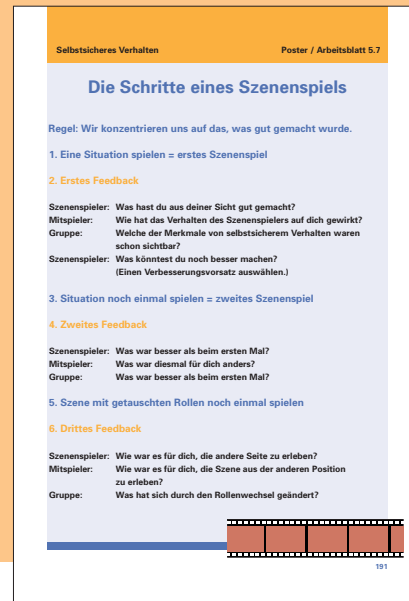 Selbstsicheres Verhalten Poster / Arbeitsblatt 5.7
Die Schritte eines Szenenspiels
Regel: Wir konzentrieren uns auf das, was gut gemacht wurde.
1. Eine Situation spielen = erstes Szenenspiel
2. Erstes Feedback
Szenenspieler: Was hast du aus deiner Sicht gut gemacht?
Mitspieler: Wie hat das Verhalten des Szenenspielers auf dich gewirkt?
Gruppe: Welche der Merkmale von selbstsicherem Verhalten waren
schon sichtbar?
Szenenspieler: Was könntest du noch besser machen?
(Einen Verbesserungsvorsatz auswählen.)
3. Situation noch einmal spielen = zweites Szenenspiel
4. Zweites Feedback
Szenenspieler: Was war besser als beim ersten Mal?
Mitspieler: Was war diesmal für dich anders?
Gruppe: Was war besser als beim ersten Mal?
5. Szene mit getauschten Rollen noch einmal spielen
6. Drittes Feedback
Szenenspieler: Wie war es für dich, die andere Seite zu erleben?
Mitspieler: Wie war es für dich, die Szene aus der anderen Position
zu erleben?
Gruppe: Was hat sich durch den Rollenwechsel geändert?
191